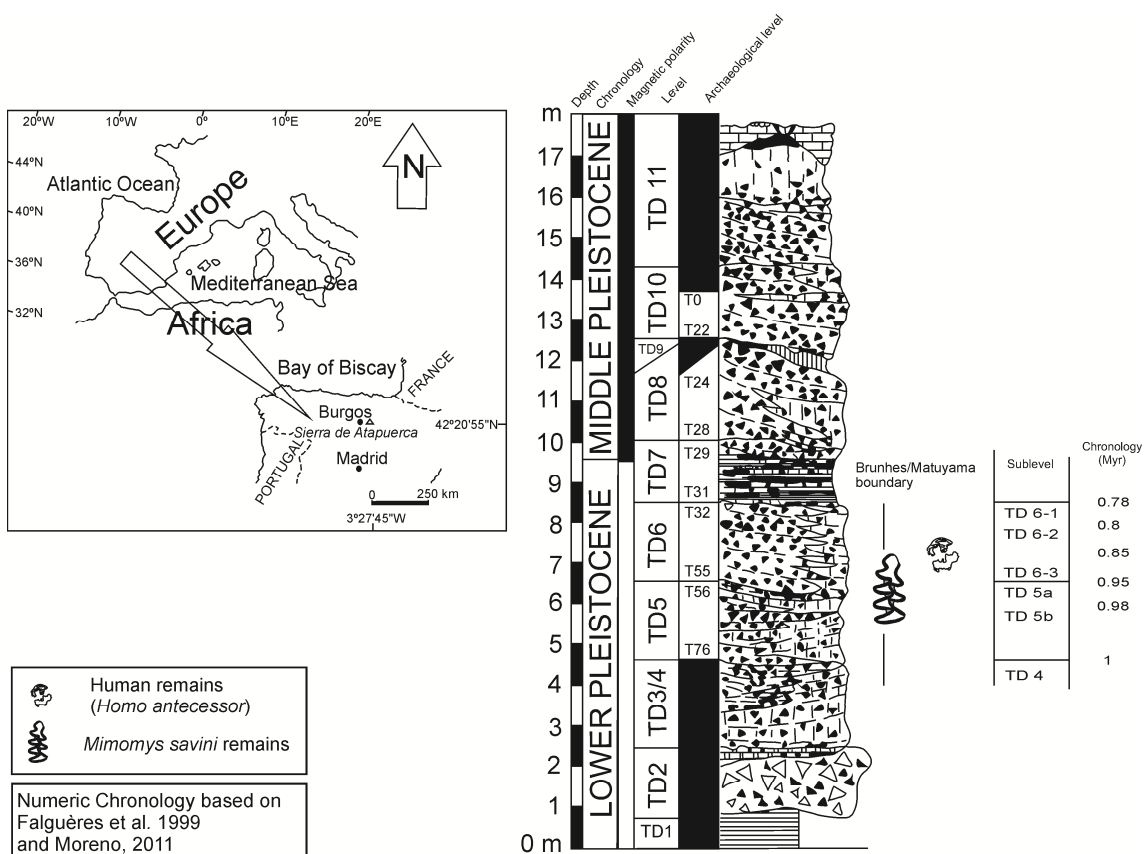 20°W
10°W
0°
10°E
20°E
44°N
40°N
36°N
32°N
Atlantic Ocean
Europe
N
Mediterranean Sea
Africa
Bay of Biscay
FRANCE
Burgos
42°20'55"N
Sierra de Atapuerca
PORTUGAL
Madrid
0 250 km
3°27'45"W
Human remains
(Homo antecessor)
Mimomys savini remains
Numeric Chronology based on
Falguères et al. 1999
and Moreno, 2011
Depth
Chronology
Magnetic polarity
Level
Archaeological level
m
17
16
15
14
13
12
11
10
9
8
7
6
5
4
3
2
1
0 m
MIDDLE PLEISTOCENE
LOWER PLEISTOCENE
TD 11
TD10
TD9
TD8
TD7
TD6
TD5
TD3/4
TD2
TD1
T0
T22
T24
T28
T29
T31
T32
T55
T56
T76
Brunhes/Matuyama
boundary
Sublevel
TD 6-1
TD 6-2
TD 6-3
TD 5a
TD 5b
TD 4
Chronology
(Myr)
0.78
0.8
0.85
0.95
0.98
1